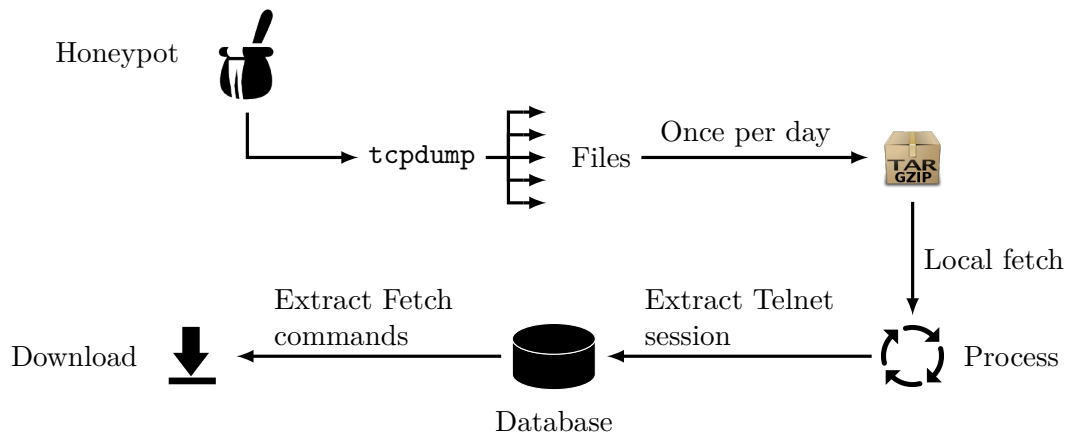 Honeypot
tcpdump
Files
Once per day
TAR
GZIP
Local fetch
Extract Fetch
commands
Extract Telnet
session
Download
Process
Database